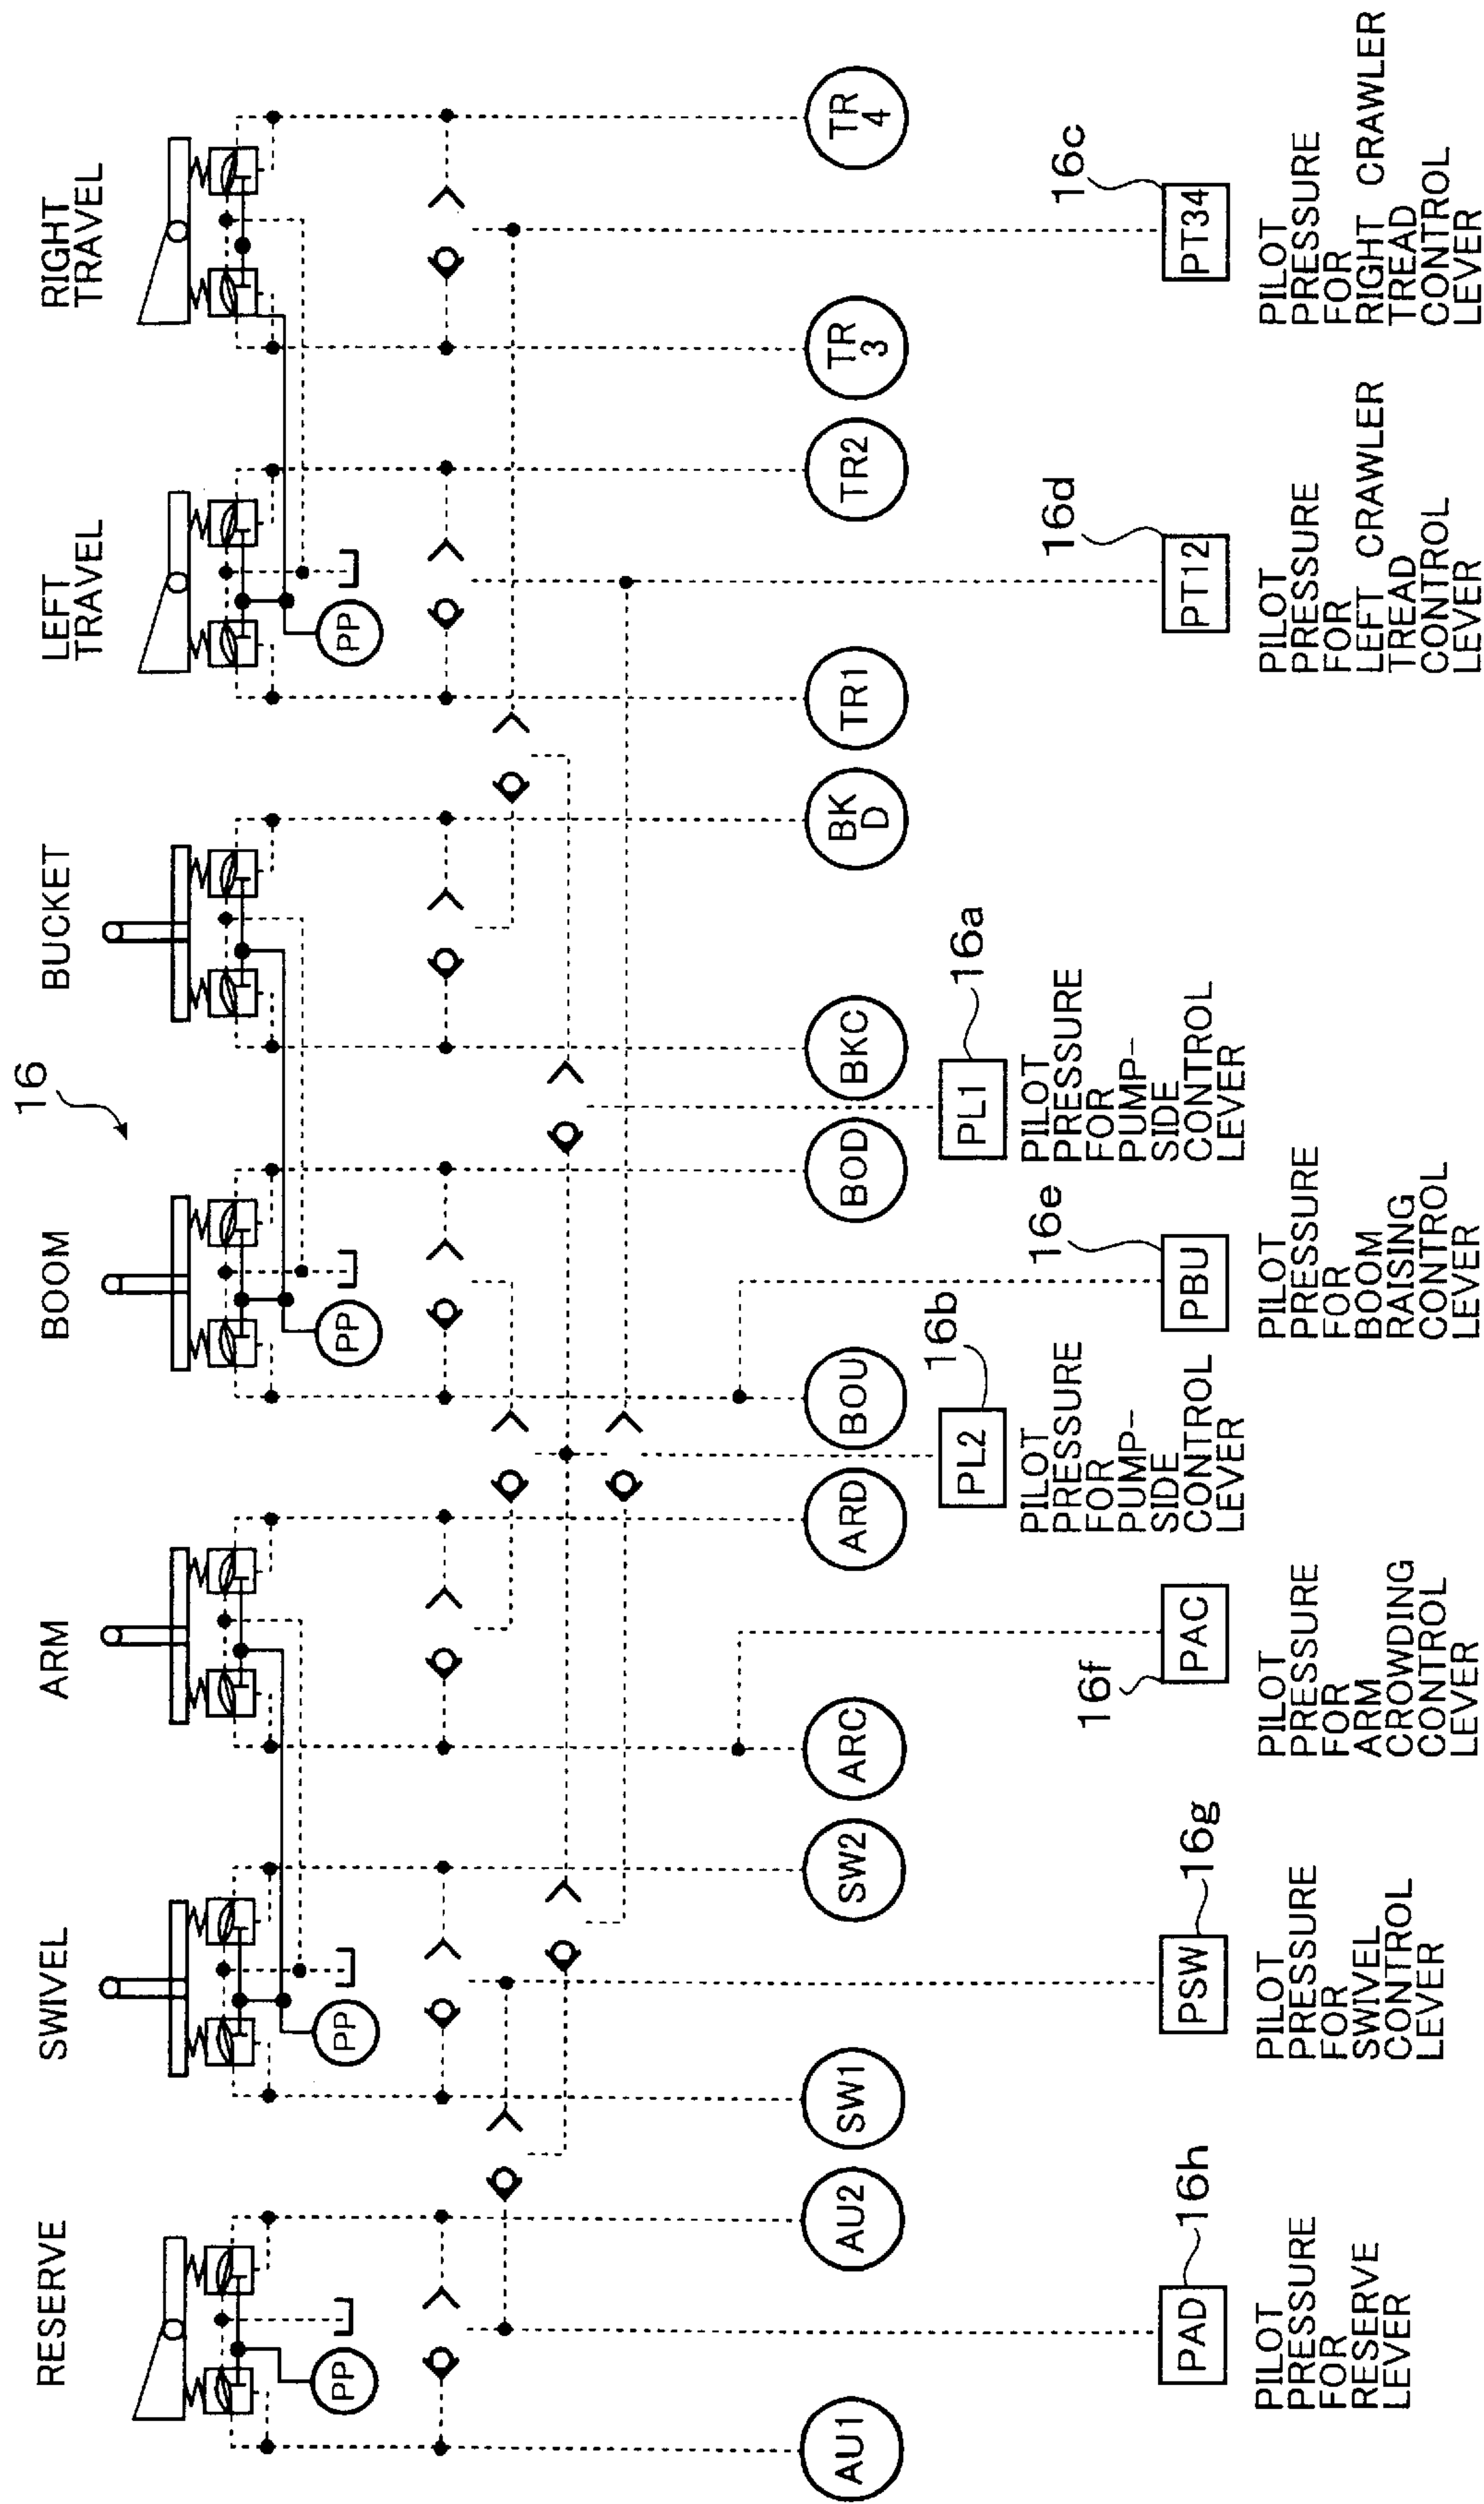 16
RESERVE
SWIVEL
ARM
BOOM
BUCKET
LEFT
TRAVEL
RIGHT
TRAVEL
PP
PP
PP
PP
AU1
AU2
SW1
SW2
ARC
ARD
BOU
BOD
BKC
BK
D
TR1
TR2
TR
3
TR
4
PL2
16b
PILOT
PRESSURE
FOR
PUMP-
SIDE
CONTROL
LEVER
PL1
16a
PILOT
PRESSURE
FOR
PUMP-
SIDE
CONTROL
LEVER
PAD
16h
PILOT
PRESSURE
FOR
RESERVE
LEVER
PSW
16g
PILOT
PRESSURE
FOR
SWIVEL
CONTROL
LEVER
16f
PAC
PILOT
PRESSURE
FOR
ARM
CROWDING
CONTROL
LEVER
16e
PBU
PILOT
PRESSURE
FOR
BOOM
RAISING
CONTROL
LEVER
16d
PT12
PILOT
PRESSURE
FOR
LEFT CRAWLER
TREAD
CONTROL
LEVER
16c
PT34
PILOT
PRESSURE
FOR
RIGHT CRAWLER
TREAD
CONTROL
LEVER